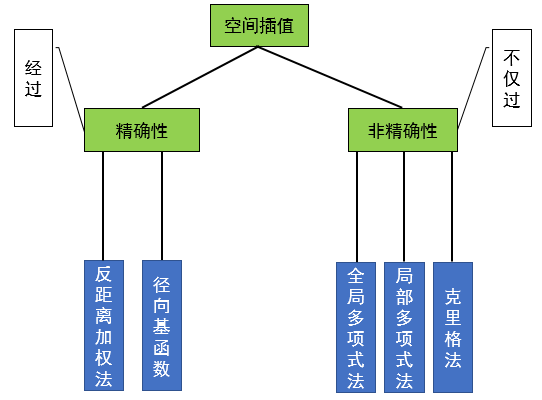 空间插值
经过
不仅过
精确性
非精确性
反距离加权法
径向基函数
全局多项式法
局部多项式法
克里格法